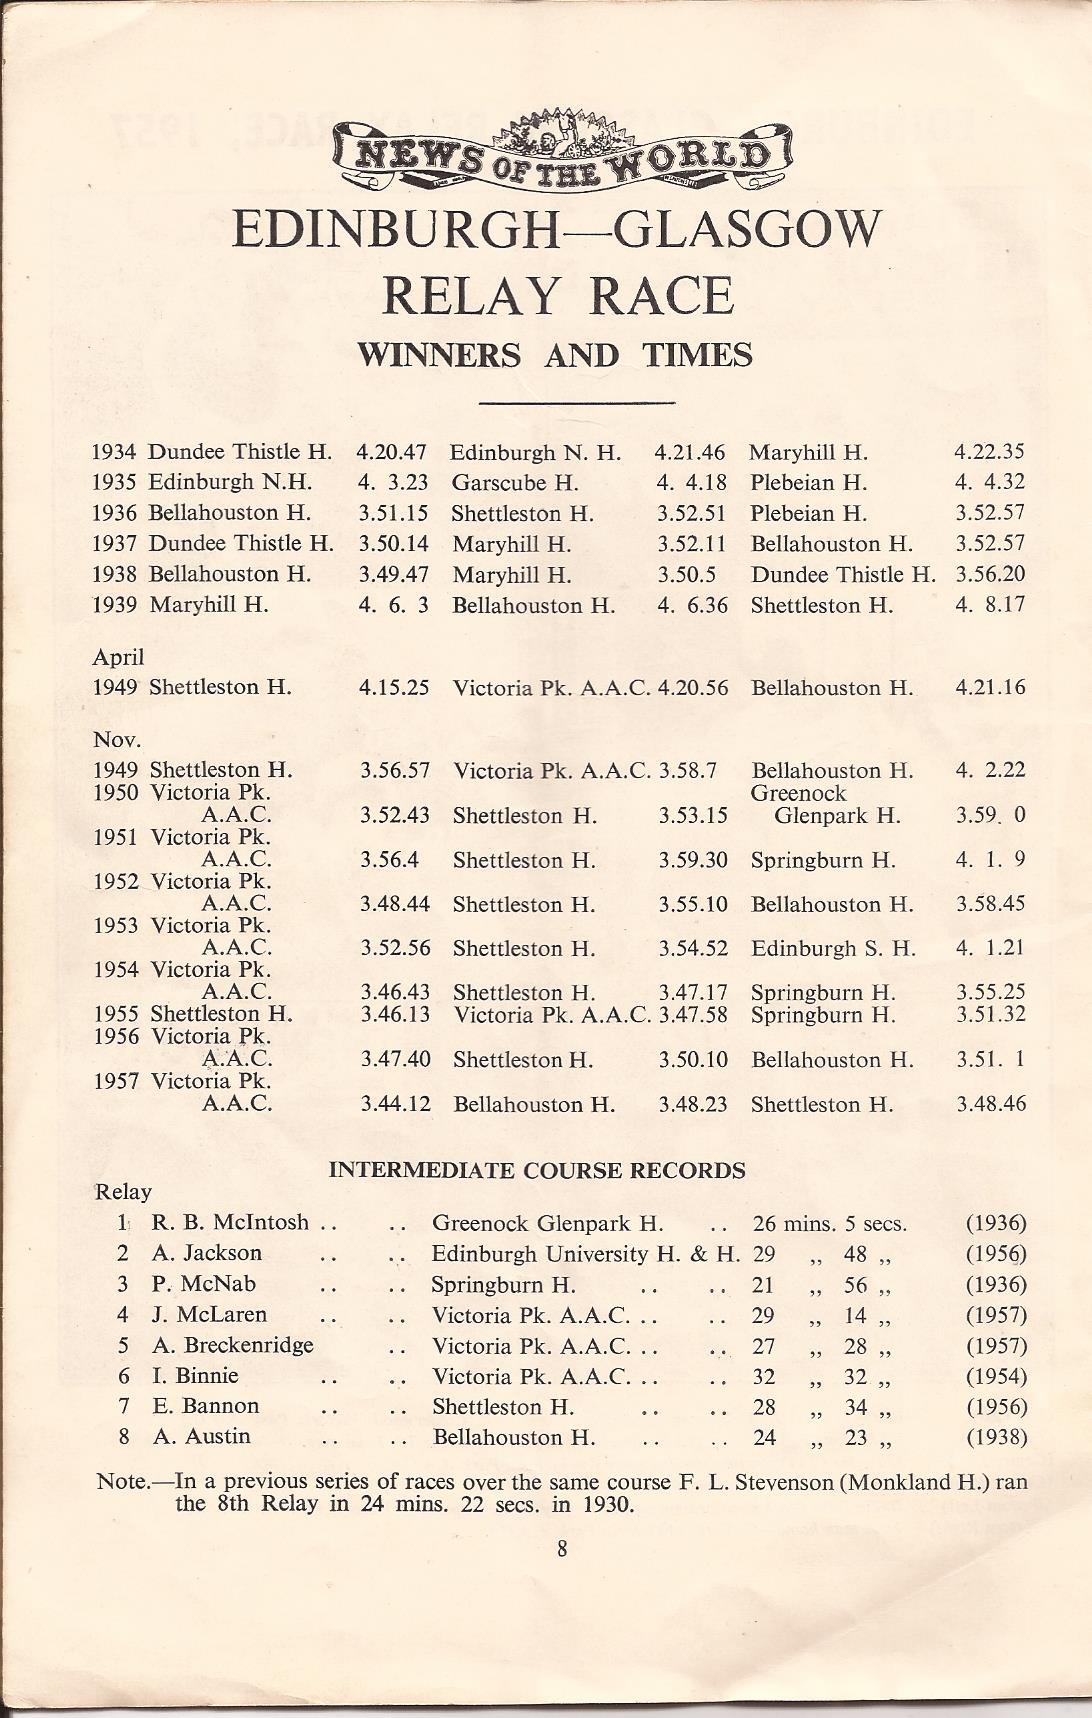 NEWS OF THE WORLD
EDINBURGH—GLASGOW
RELAY RACE
WINNERS AND TIMES
1934 Dundee Thistle H. 4.20.47 Edinburgh N. H. 4.21.46 Maryhill H. 4.22.35
1935 Edinburgh N.H. 4. 3.23 Garscube H. 4. 4.18 Plebeian H. 4. 4.32
1936 Bellahouston H. 3.51.15 Shettleston H. 3.52.51 Plebeian H. 3.52.57
1937 Dundee Thistle H. 3.50.14 Maryhill H. 3.52.11 Bellahouston H. 3.52.57
1938 Bellahouston H. 3.49.47 Maryhill H. 3.50.5 Dundee Thistle H. 3.56.20
1939 Maryhill H. 4. 6. 3 Bellahouston H. 4. 6.36 Shettleston H. 4. 8.17
April
1949 Shettleston H. 4.15.25 Victoria Pk. A.A.C. 4.20.56 Bellahouston H. 4.21.16
Nov.
1949 Shettleston H. 3.56.57 Victoria Pk. A.A.C. 3.58.7 Bellahouston H. 4. 2.22
1950 Victoria Pk. Greenock
A.A.C. 3.52.43 Shettleston H. 3.53.15 Glenpark H. 3.59. 0
1951 Victoria Pk.
A.A.C. 3.56.4 Shettleston H. 3.59.30 Springburn H. 4. 1. 9
1952 Victoria Pk.
A.A.C. 3.48.44 Shettleston H. 3.55.10 Bellahouston H. 3.58.45
1953 Victoria Pk.
A.A.C. 3.52.56 Shettleston H. 3.54.52 Edinburgh S. H. 4. 1.21
1954 Victoria Pk.
A.A.C. 3.46.43 Shettleston H. 3.47.17 Springburn H. 3.55.25
1955 Shettleston H. 3.46.13 Victoria Pk. A.A.C. 3.47.58 Springburn H. 3.51.32
1956 Victoria Pk.
A.A.C. 3.47.40 Shettleston H. 3.50.10 Bellahouston H. 3.51. 1
1957 Victoria Pk.
A.A.C. 3.44.12 Bellahouston H. 3.48.23 Shettleston H. 3.48.46
INTERMEDIATE COURSE RECORDS
Relay
1 R. B. McIntosh .. .. Greenock Glenpark H. .. 26 mins. 5 secs. (1936)
2 A. Jackson .. .. Edinburgh University H. & H. 29 ,, 48 ,, (1956)
3 P. McNab .. .. Springburn H. .. .. 21 ,, 56 ,, (1936)
4 J. McLaren .. .. Victoria Pk. A.A.C. .. .. 29 ,, 14 ,, (1957)
5 A. Breckenridge .. Victoria Pk. A.A.C. .. .. 27 ,, 28 ,, (1957)
6 I. Binnie .. .. Victoria Pk. A.A.C. .. .. 32 ,, 32 ,, (1954)
7 E. Bannon .. .. Shettleston H. .. .. 28 ,, 34 ,, (1956)
8 A. Austin .. .. Bellahouston H. .. .. 24 ,, 23 ,, (1938)
Note.—In a previous series of races over the same course F. L. Stevenson (Monkland H.) ran
the 8th Relay in 24 mins. 22 secs. in 1930.
8